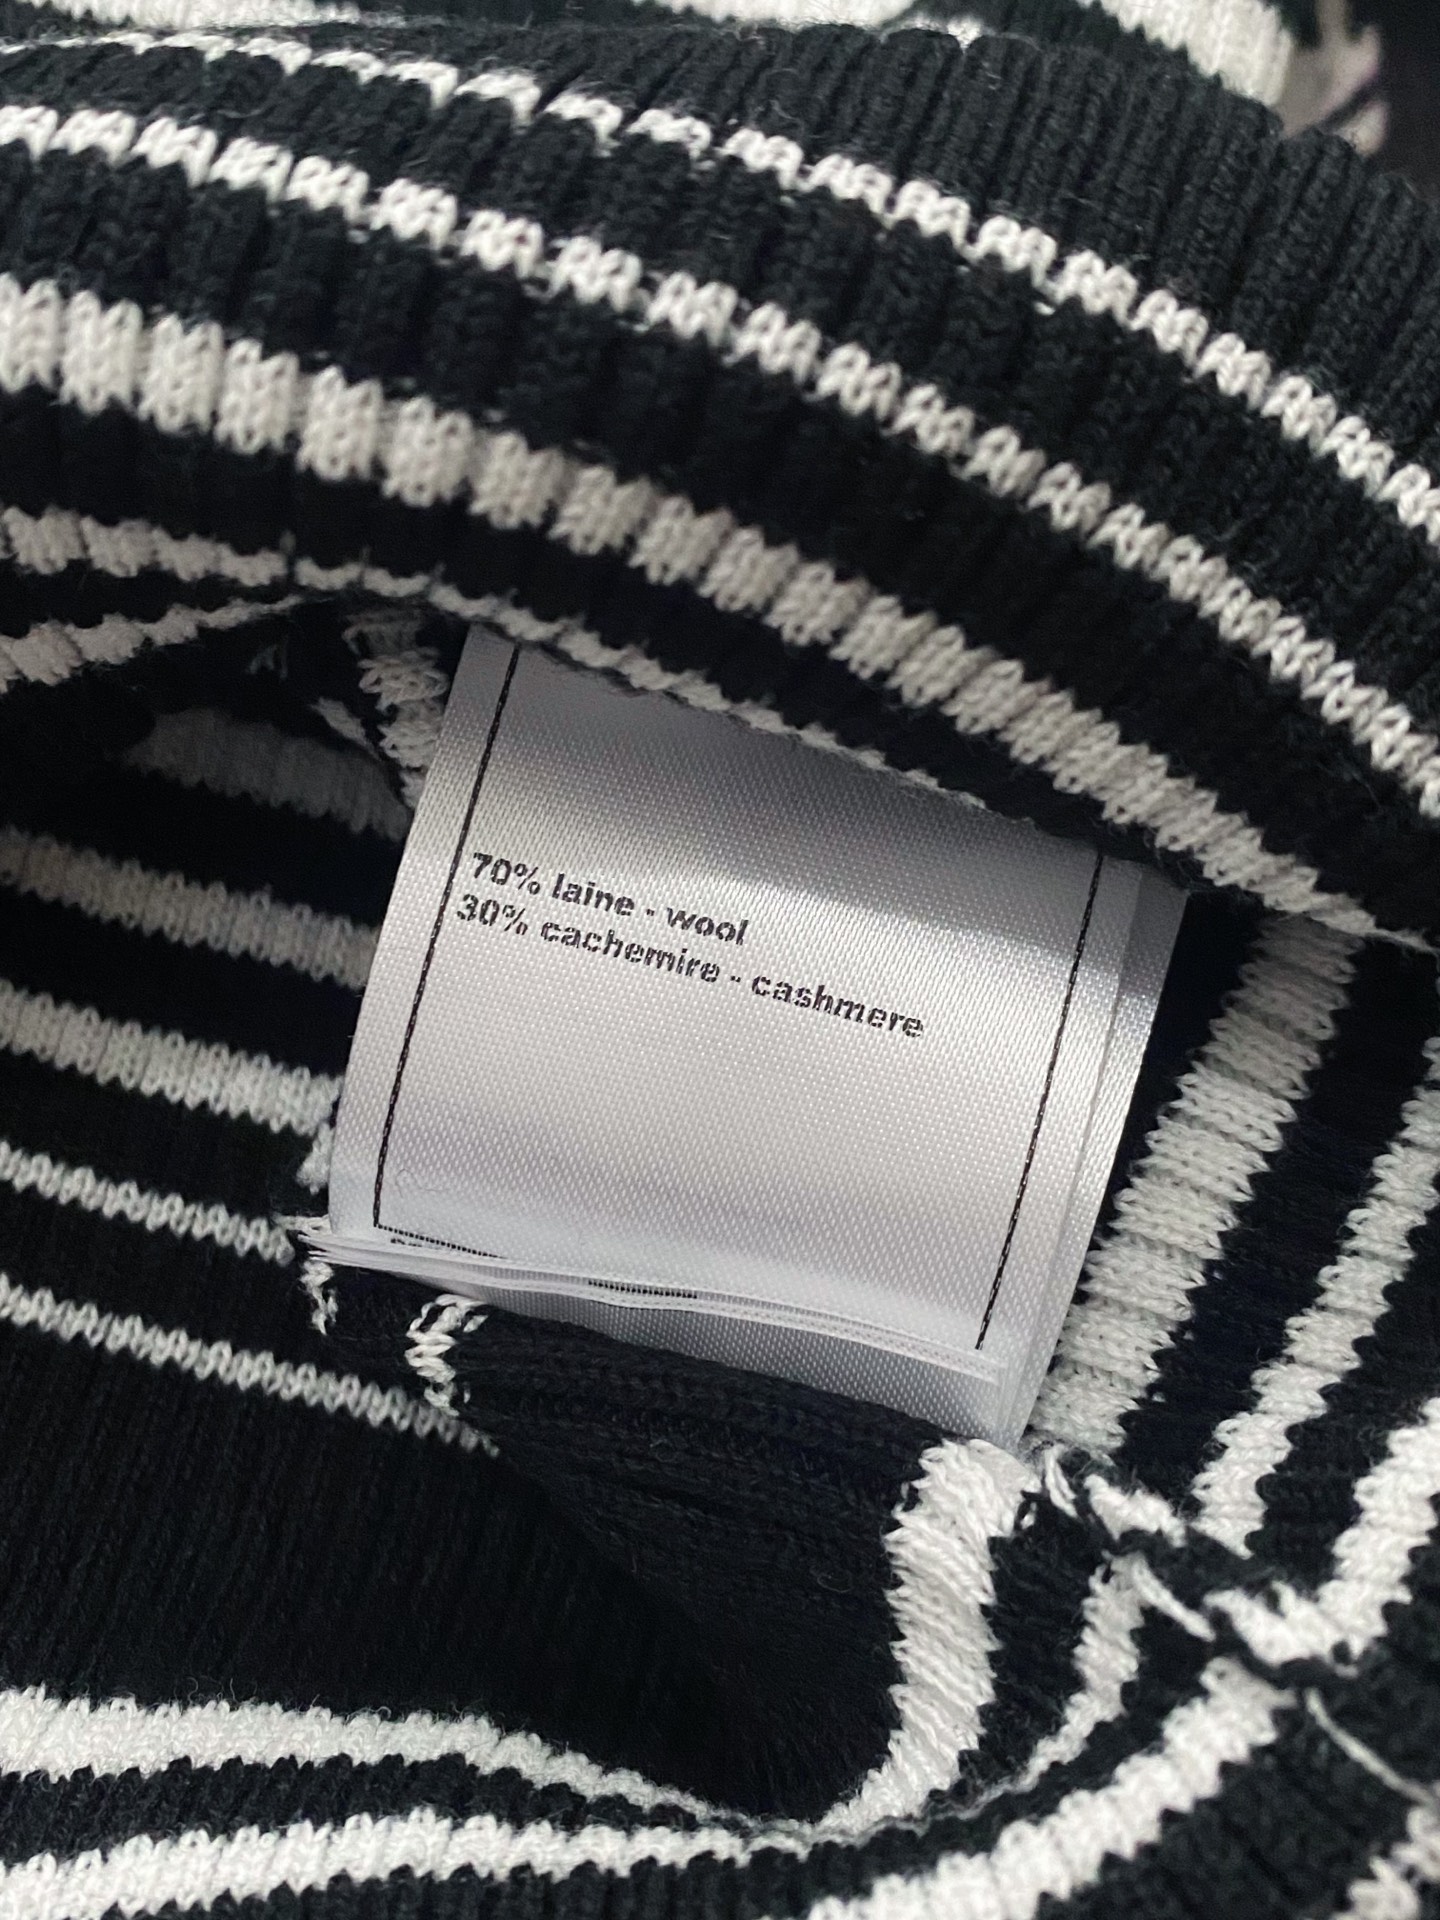 70% laine - wool
30% cachemire - cashmere